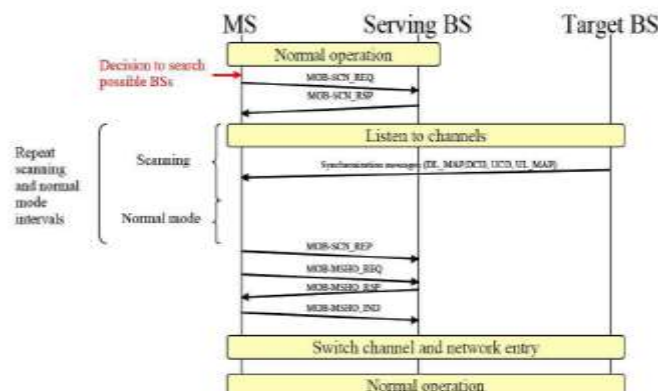 MS Serving BS Target BS
Normal operation
Decision to search
possible BSs
MOB-SCN_REQ
MOB-SCN_RSP
Listen to channels
Repeat
scanning
and normal
mode
intervals
Scanning
Synchronization messages (DL_MAP,DCD, UCD, UL_MAP)
Normal mode
MOB-SCN_REP
MOB-MSHO_REQ
MOB-MSHO_RSP
MOB-MSHO_IND
Switch channel and network entry
Normal operation